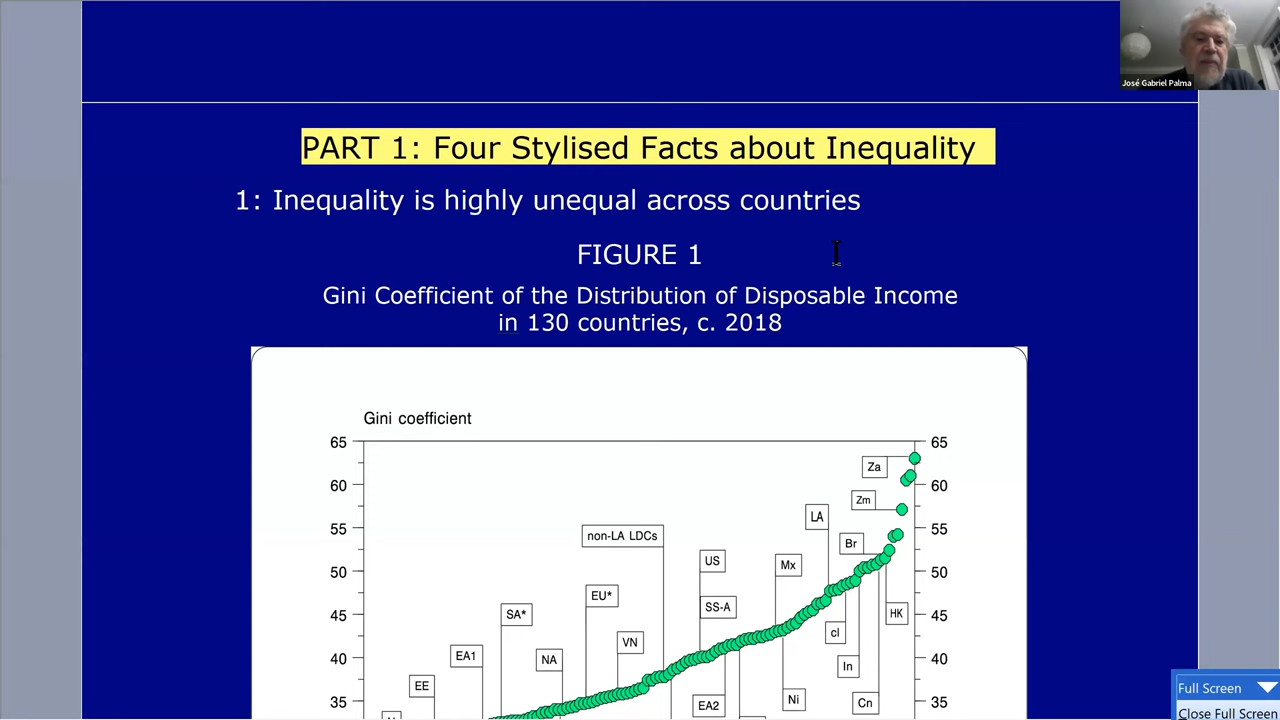 José Gabriel Palma
PART 1: Four Stylised Facts about Inequality
1: Inequality is highly unequal across countries
FIGURE 1
Gini Coefficient of the Distribution of Disposable Income
in 130 countries, c. 2018
Gini coefficient
65 65
Za
60 60
Zm
LA
55 55
non-LA LDCs
Br
US
Mx
50 50
EU*
SS-A
SA*
45 HK 45
cl
VN
EA1
NA
40 40
In
EE
Full Screen
Ni
Cn
35 EA2 35
Close Full Screen